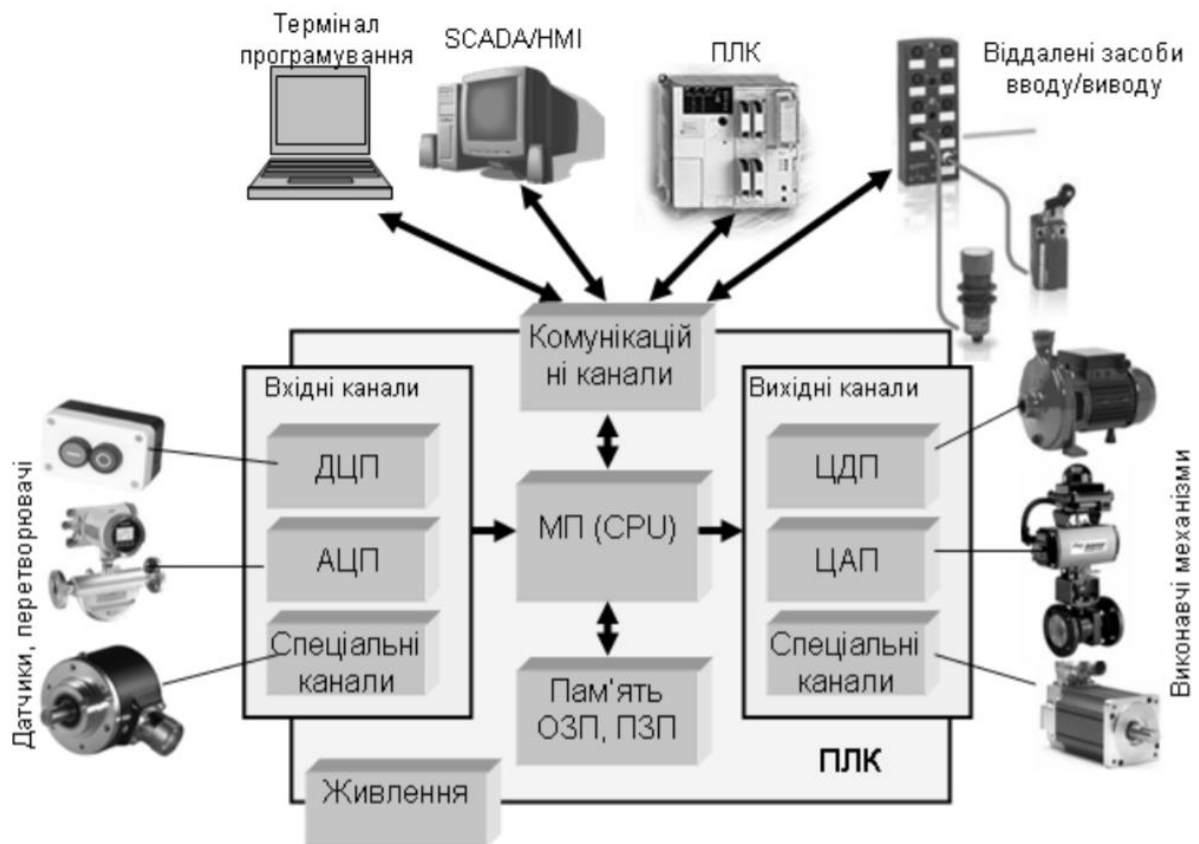 Термінал
програмування
SCADA/HMI
ПЛК
Віддалені засоби
вводу/виводу
Комунікацій
ні канали
Вхідні канали
Вихідні канали
ДЦП
ЦДП
МП (CPU)
АЦП
ЦАП
Спеціальні
канали
Спеціальні
канали
Пам'ять
ОЗП, ПЗП
ПЛК
Живлення
Датчики, перетворювачі
Виконавчі механізми